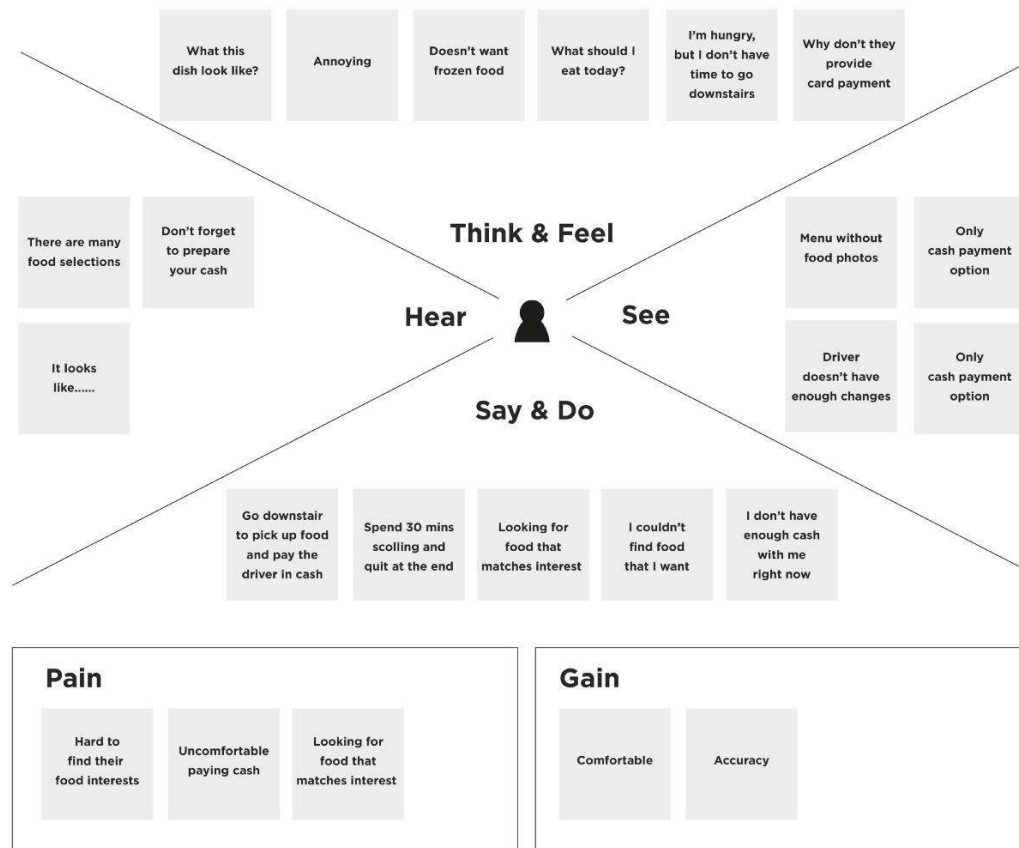 What this
dish look like?
Annoying
Doesn't want
frozen food
What should I
eat today?
I'm hungry,
but I don't have
time to go
downstairs
Why don't they
provide
card payment
Think & Feel
There are many
food selections
Don't forget
to prepare
your cash
It looks
like......
Hear
See
Menu without
food photos
Only
cash payment
option
Driver
doesn't have
enough changes
Only
cash payment
option
Say & Do
Go downstair
to pick up food
and pay the
driver in cash
Spend 30 mins
scolling and
quit at the end
Looking for
food that
matches interest
I couldn't
find food
that I want
I don't have
enough cash
with me
right now
Pain
Hard to
find their
food interests
Uncomfortable
paying cash
Looking for
food that
matches interest
Gain
Comfortable
Accuracy